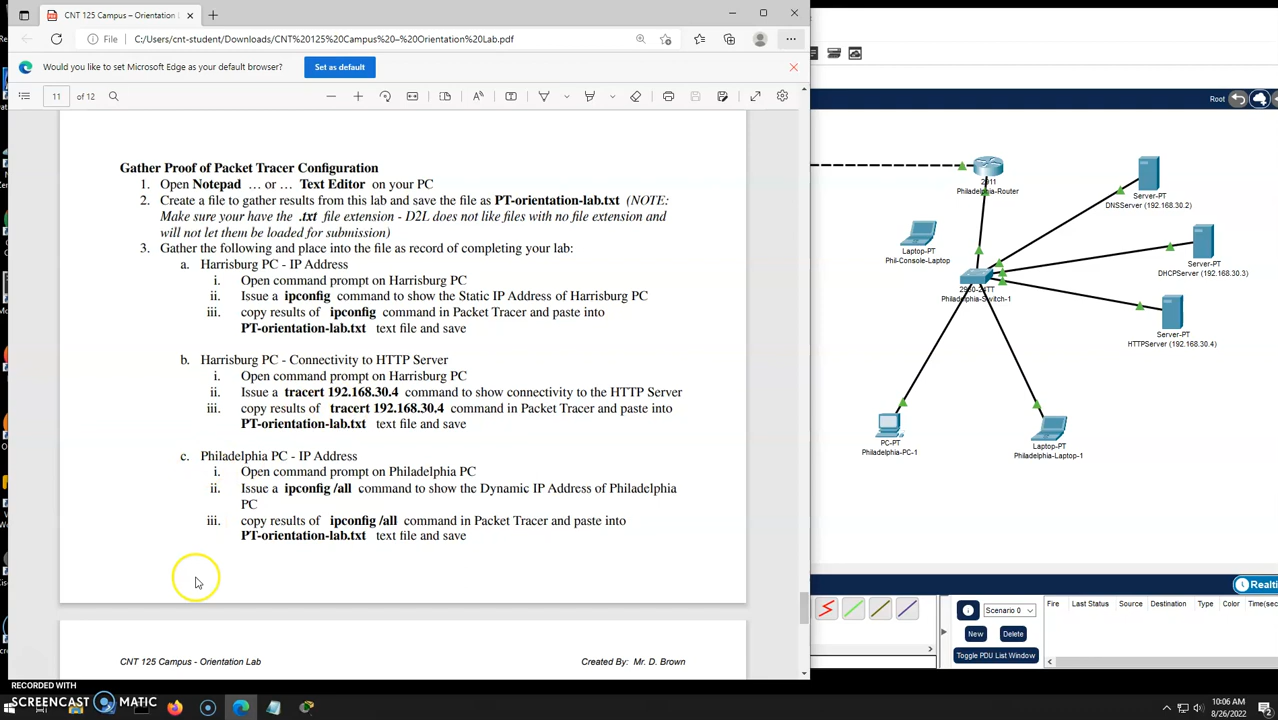 CNT 125 Campus – Orientation L
File
C:/Users/cnt-student/Downloads/CNT%20125%20Campus%20–%20Orientation%20Lab.pdf
Would you like to set Microsoft Edge as your default browser?
Set as default
11
of 12
Gather Proof of Packet Tracer Configuration
1. Open Notepad … or … Text Editor on your PC
2. Create a file to gather results from this lab and save the file as PT-orientation-lab.txt (NOTE:
Make sure your have the .txt file extension - D2L does not like files with no file extension and
will not let them be loaded for submission)
3. Gather the following and place into the file as record of completing your lab:
a. Harrisburg PC - IP Address
i. Open command prompt on Harrisburg PC
ii. Issue a ipconfig command to show the Static IP Address of Harrisburg PC
iii. copy results of ipconfig command in Packet Tracer and paste into
PT-orientation-lab.txt text file and save
b. Harrisburg PC - Connectivity to HTTP Server
i. Open command prompt on Harrisburg PC
ii. Issue a tracert 192.168.30.4 command to show connectivity to the HTTP Server
iii. copy results of tracert 192.168.30.4 command in Packet Tracer and paste into
PT-orientation-lab.txt text file and save
c. Philadelphia PC - IP Address
i. Open command prompt on Philadelphia PC
ii. Issue a ipconfig /all command to show the Dynamic IP Address of Philadelphia
PC
iii. copy results of ipconfig /all command in Packet Tracer and paste into
PT-orientation-lab.txt text file and save
CNT 125 Campus - Orientation Lab
Created By: Mr. D. Brown
Root
2911
Philadelphia-Router
Server-PT
DNSServer (192.168.30.2)
Laptop-PT
Phil-Console-Laptop
Server-PT
DHCPServer (192.168.30.3)
Philadelphia-Switch-1
Server-PT
HTTPServer (192.168.30.4)
PC-PT
Philadelphia-PC-1
Laptop-PT
Philadelphia-Laptop-1
Realti
Scenario 0
New
Delete
Toggle PDU List Window
Fire
Last Status
Source
Destination
Type
Color
Time(sec
RECORDED WITH
SCREENCAST MATIC
10:06 AM
8/26/2022
2